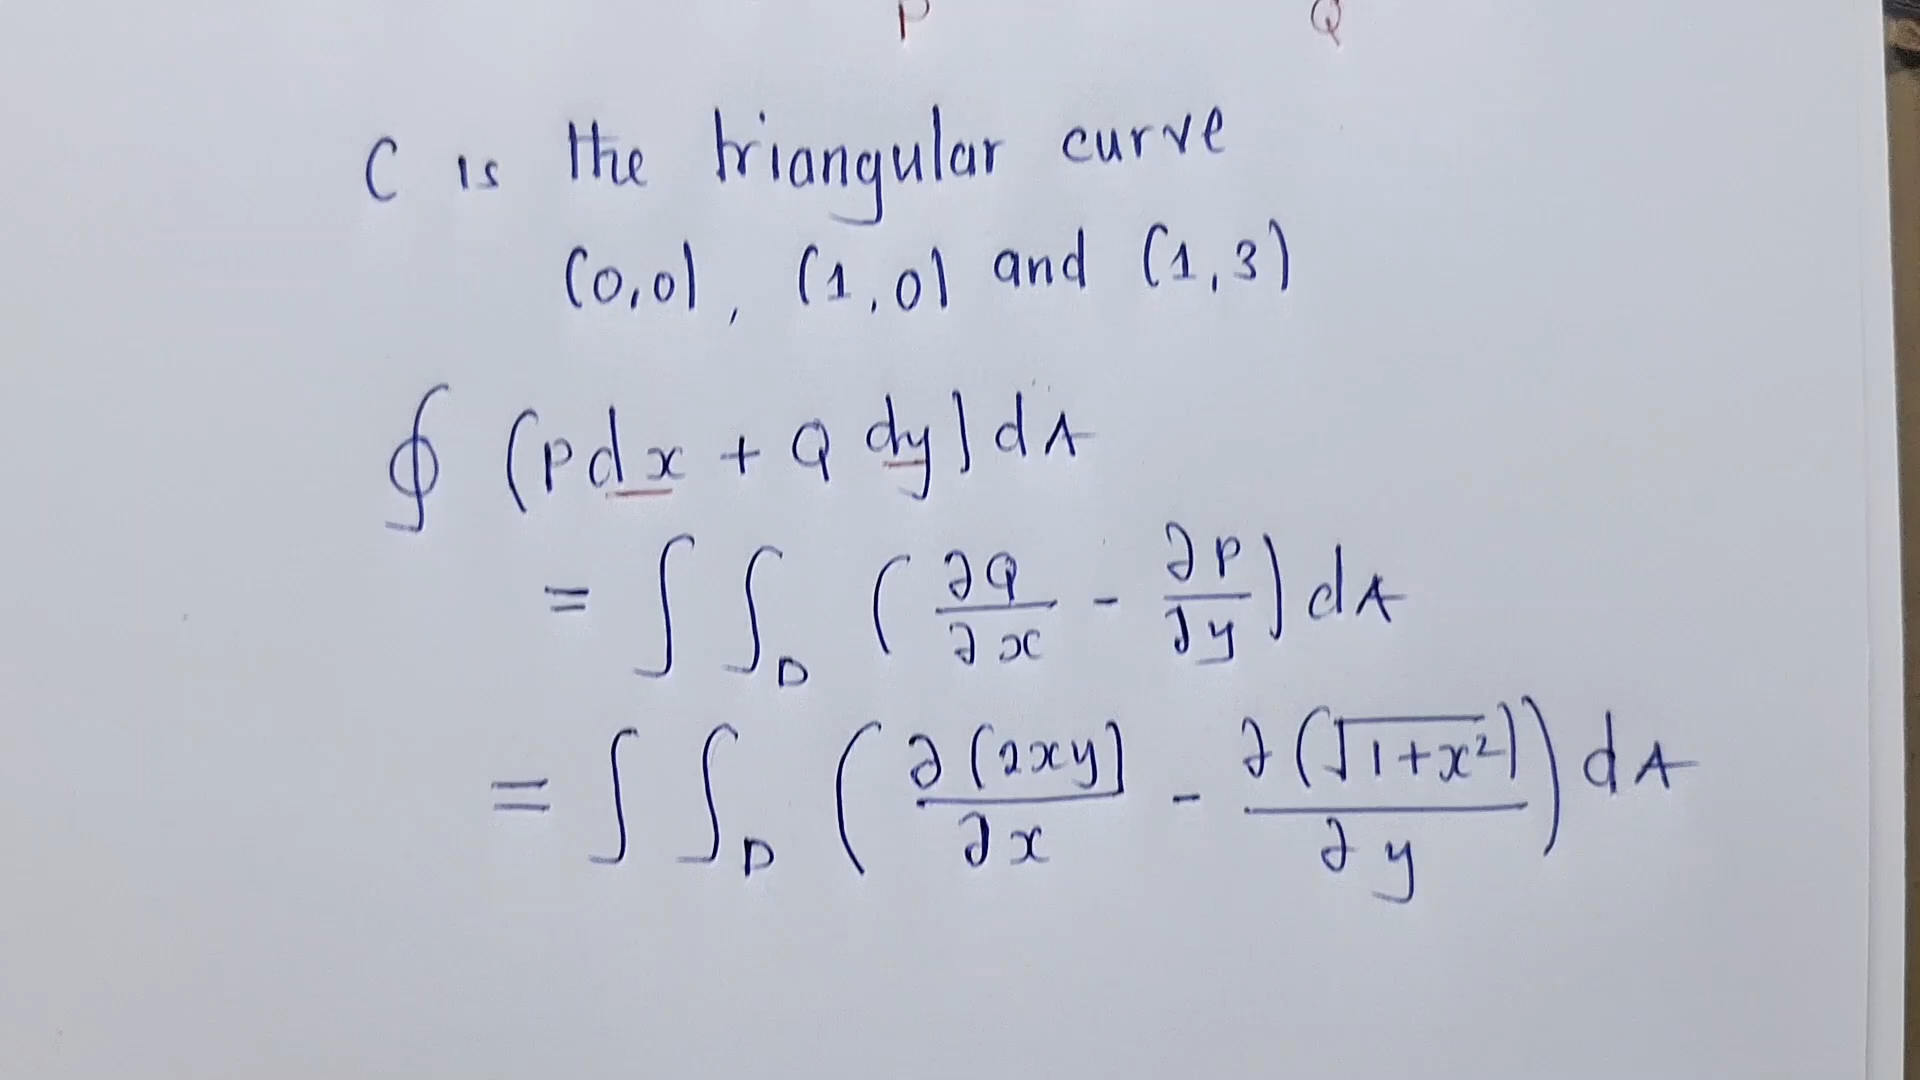 P Q
C is the triangular curve
(0,0), (1,0) and (1,3)
∮ (Pdx + Q dy) dA
= ∫∫_D (∂Q/∂x - ∂P/∂y) dA
= ∫∫_D (∂(2xy)/∂x - ∂(√(1+x²))/∂y) dA